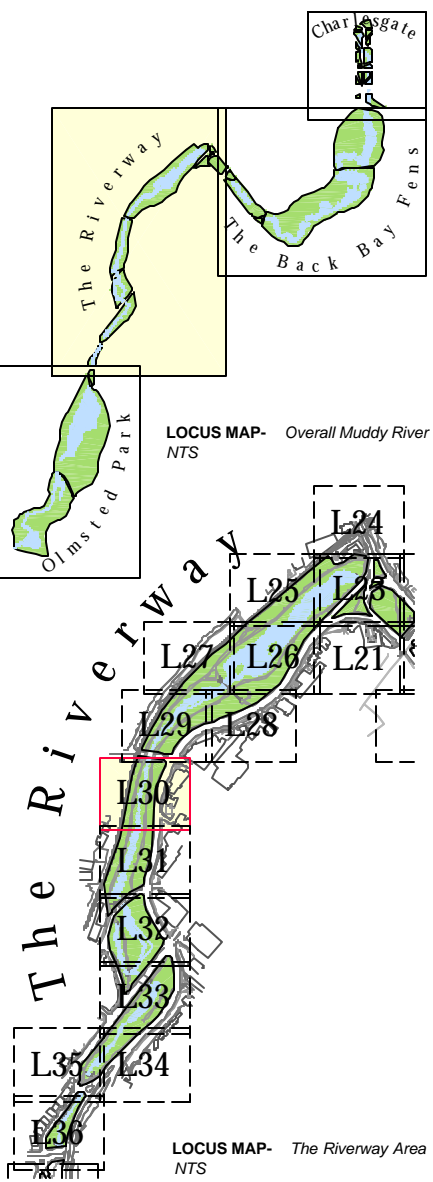 Charlesgate
The Riverway
The Back Bay Fens
Olmsted Park
LOCUS MAP- Overall Muddy River
NTS
The Riverway
L24
L25 L23
L27 L26 L21
L29 L28
L30
L31
L32
L33
L35 L34
L36
LOCUS MAP- The Riverway Area
NTS